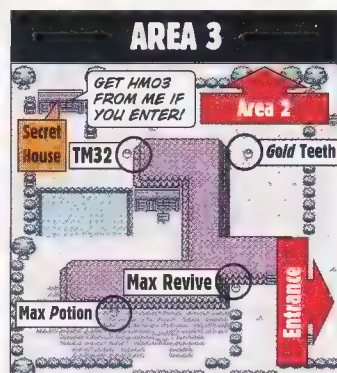 AREA 3
GET HM03
FROM ME IF
YOU ENTER!
Area 2
Secret
House
TM32
Gold Teeth
Max Revive
Entrance
Max Potion